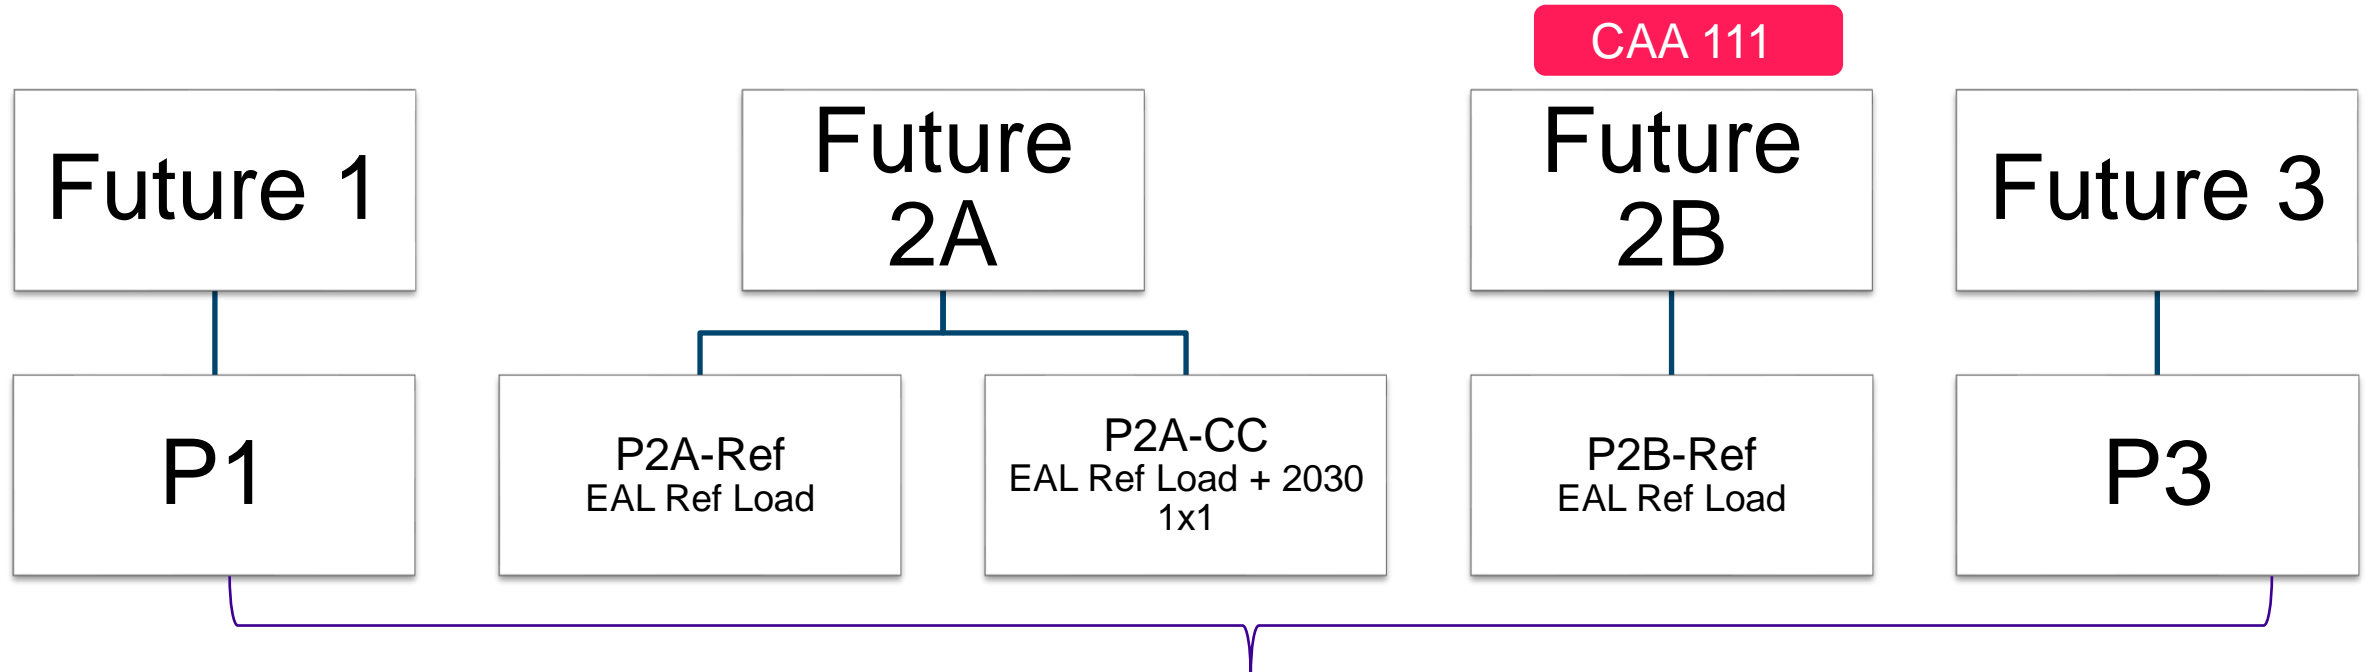 CAA 111
Future 1
Future
2A
Future
2B
Future 3
P1
P2A-Ref
EAL Ref Load
P2A-CC
EAL Ref Load + 2030
1x1
P2B-Ref
EAL Ref Load
P3